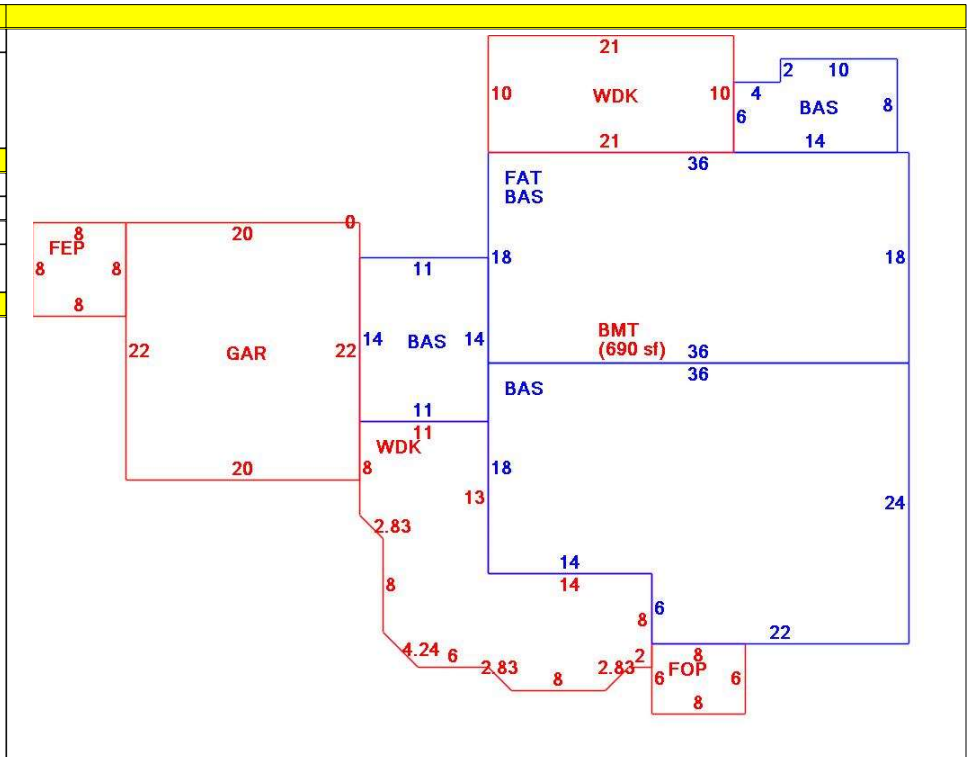 21
2 10
10 WDK 10 4 BAS 8
6
21 14
36
FAT
BAS
0
8 20
FEP
8 8
11 18 18
8
22 GAR 22 14 BAS 14
BMT
(690 sf) 36
36
BAS
11
11
WDK
20 8 18
13
24
2.83
14
14
8
6
8
22
4.24 6 2 8
2.83 2.83 FOP
8 6 6
8